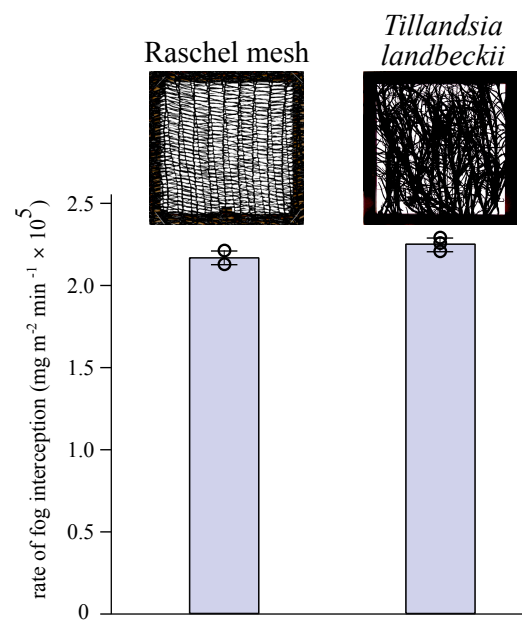 Raschel mesh
Tillandsia
landbeckii
rate of fog interception (mg m⁻² min⁻¹ × 10⁵)
2.5
2.0
1.5
1.0
0.5
0